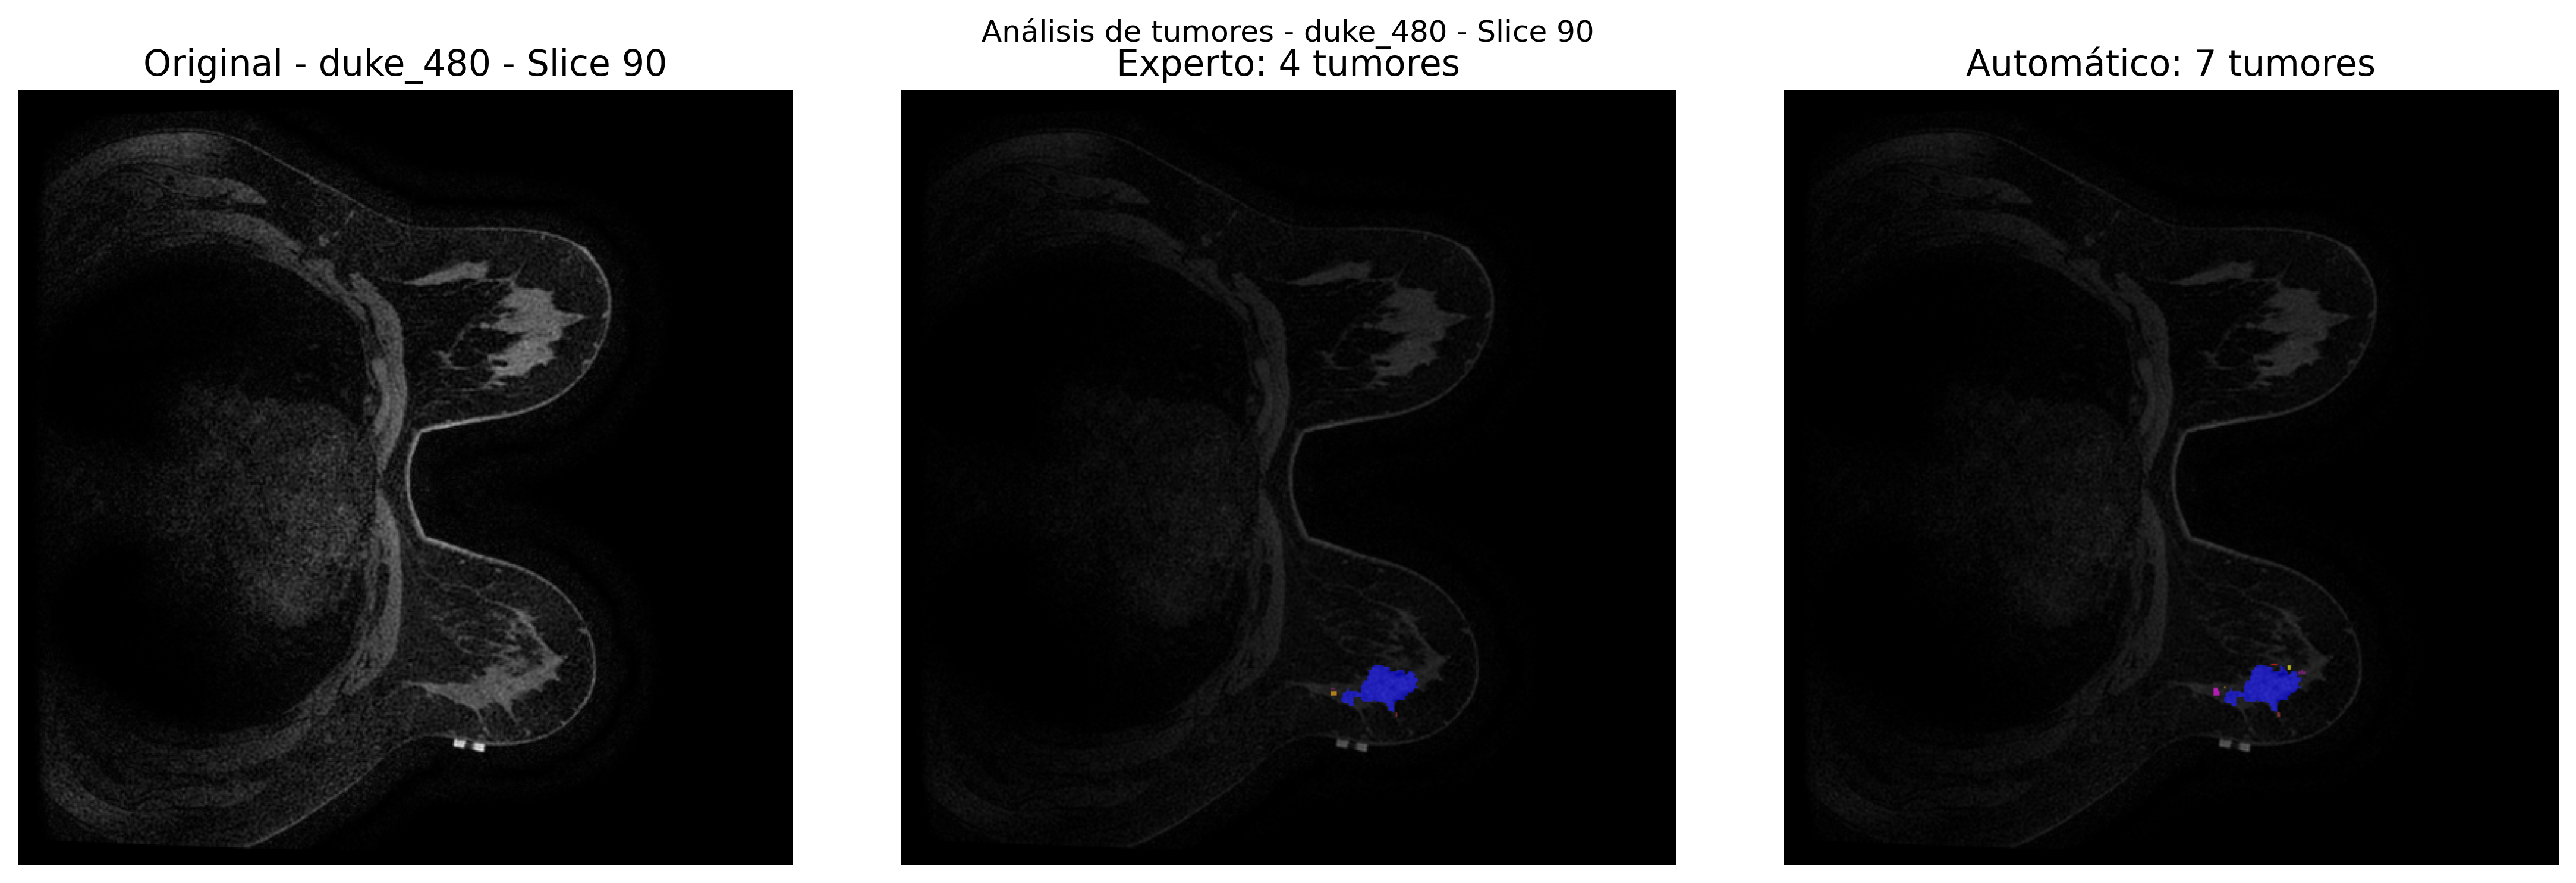 Análisis de tumores - duke_480 - Slice 90
Original - duke_480 - Slice 90
Experto: 4 tumores
Automático: 7 tumores